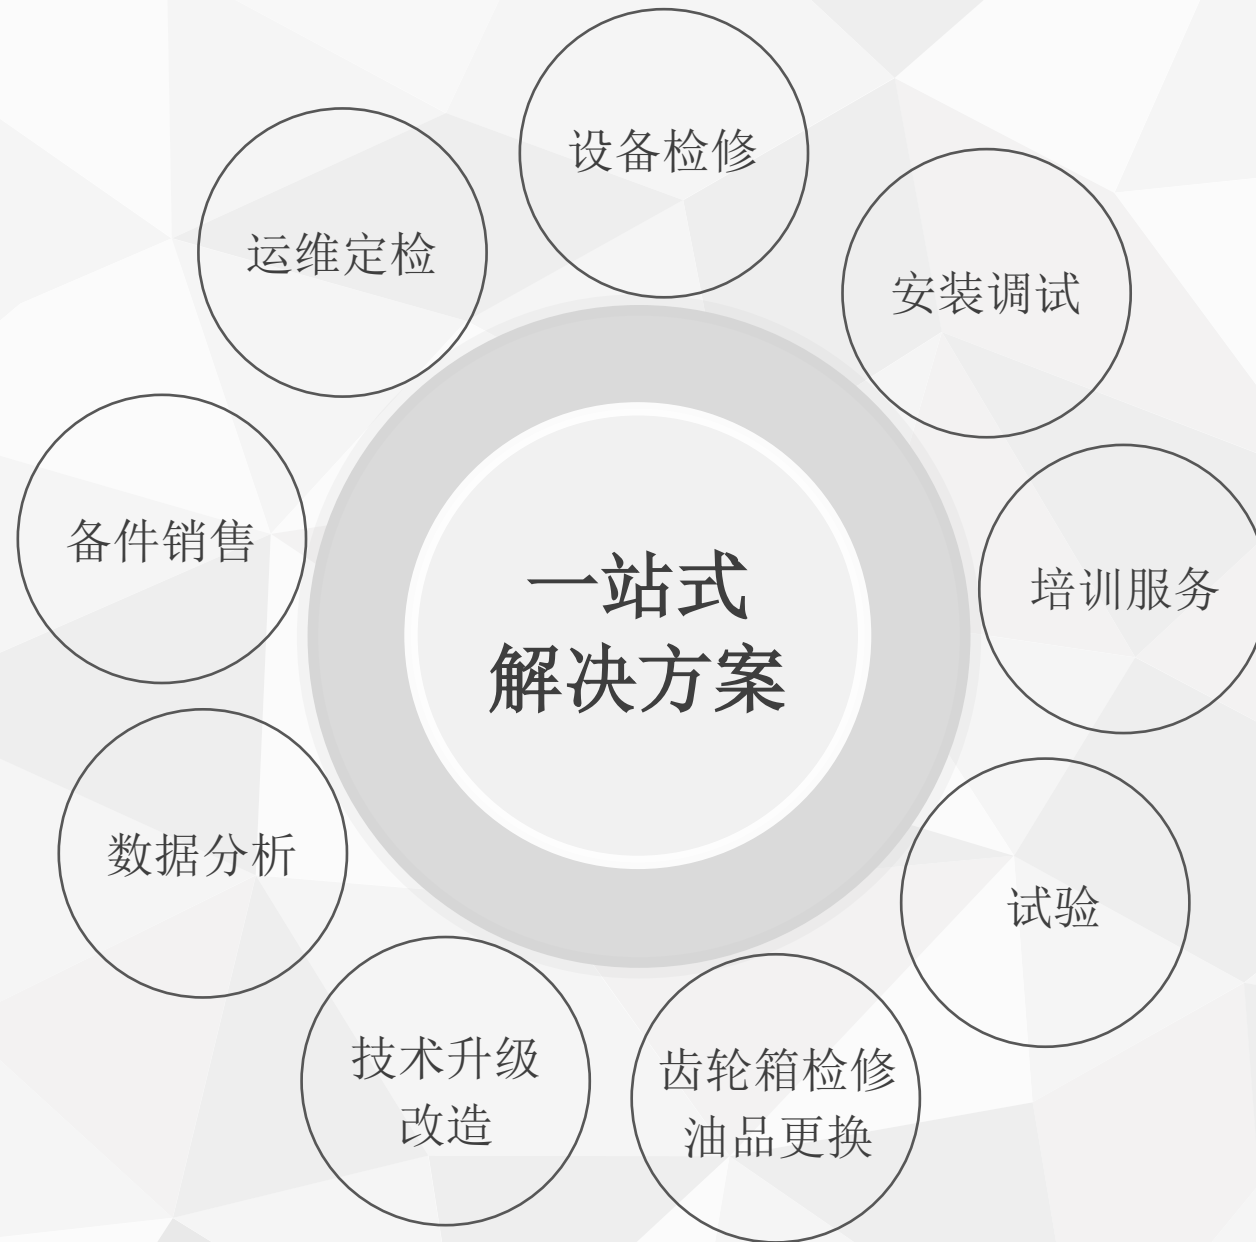 设备检修
运维定检
安装调试
备件销售
一站式
解决方案
培训服务
数据分析
试验
技术升级
改造
齿轮箱检修
油品更换